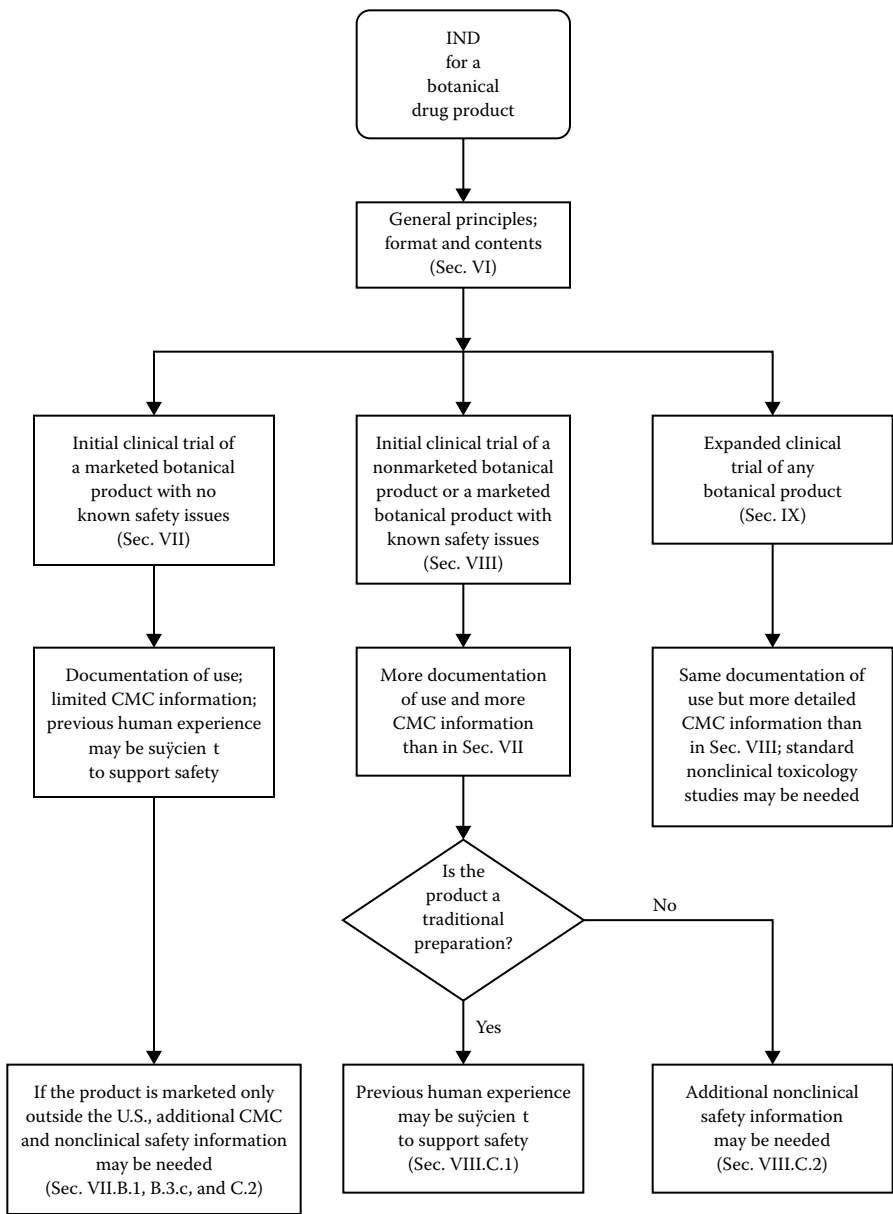 IND
for a
botanical
drug product
General principles;
format and contents
(Sec. VI)
Initial clinical trial of
a marketed botanical
product with no
known safety issues
(Sec. VII)
Initial clinical trial of a
nonmarketed botanical
product or a marketed
botanical product with
known safety issues
(Sec. VIII)
Expanded clinical
trial of any
botanical product
(Sec. IX)
Documentation of use;
limited CMC information;
previous human experience
may be suÿcien t
to support safety
More documentation
of use and more
CMC information
than in Sec. VII
Same documentation of
use but more detailed
CMC information than
in Sec. VIII; standard
nonclinical toxicology
studies may be needed
Is the
product a
traditional
preparation?
No
Yes
If the product is marketed only
outside the U.S., additional CMC
and nonclinical safety information
may be needed
(Sec. VII.B.1, B.3.c, and C.2)
Previous human experience
may be suÿcien t
to support safety
(Sec. VIII.C.1)
Additional nonclinical
safety information
may be needed
(Sec. VIII.C.2)